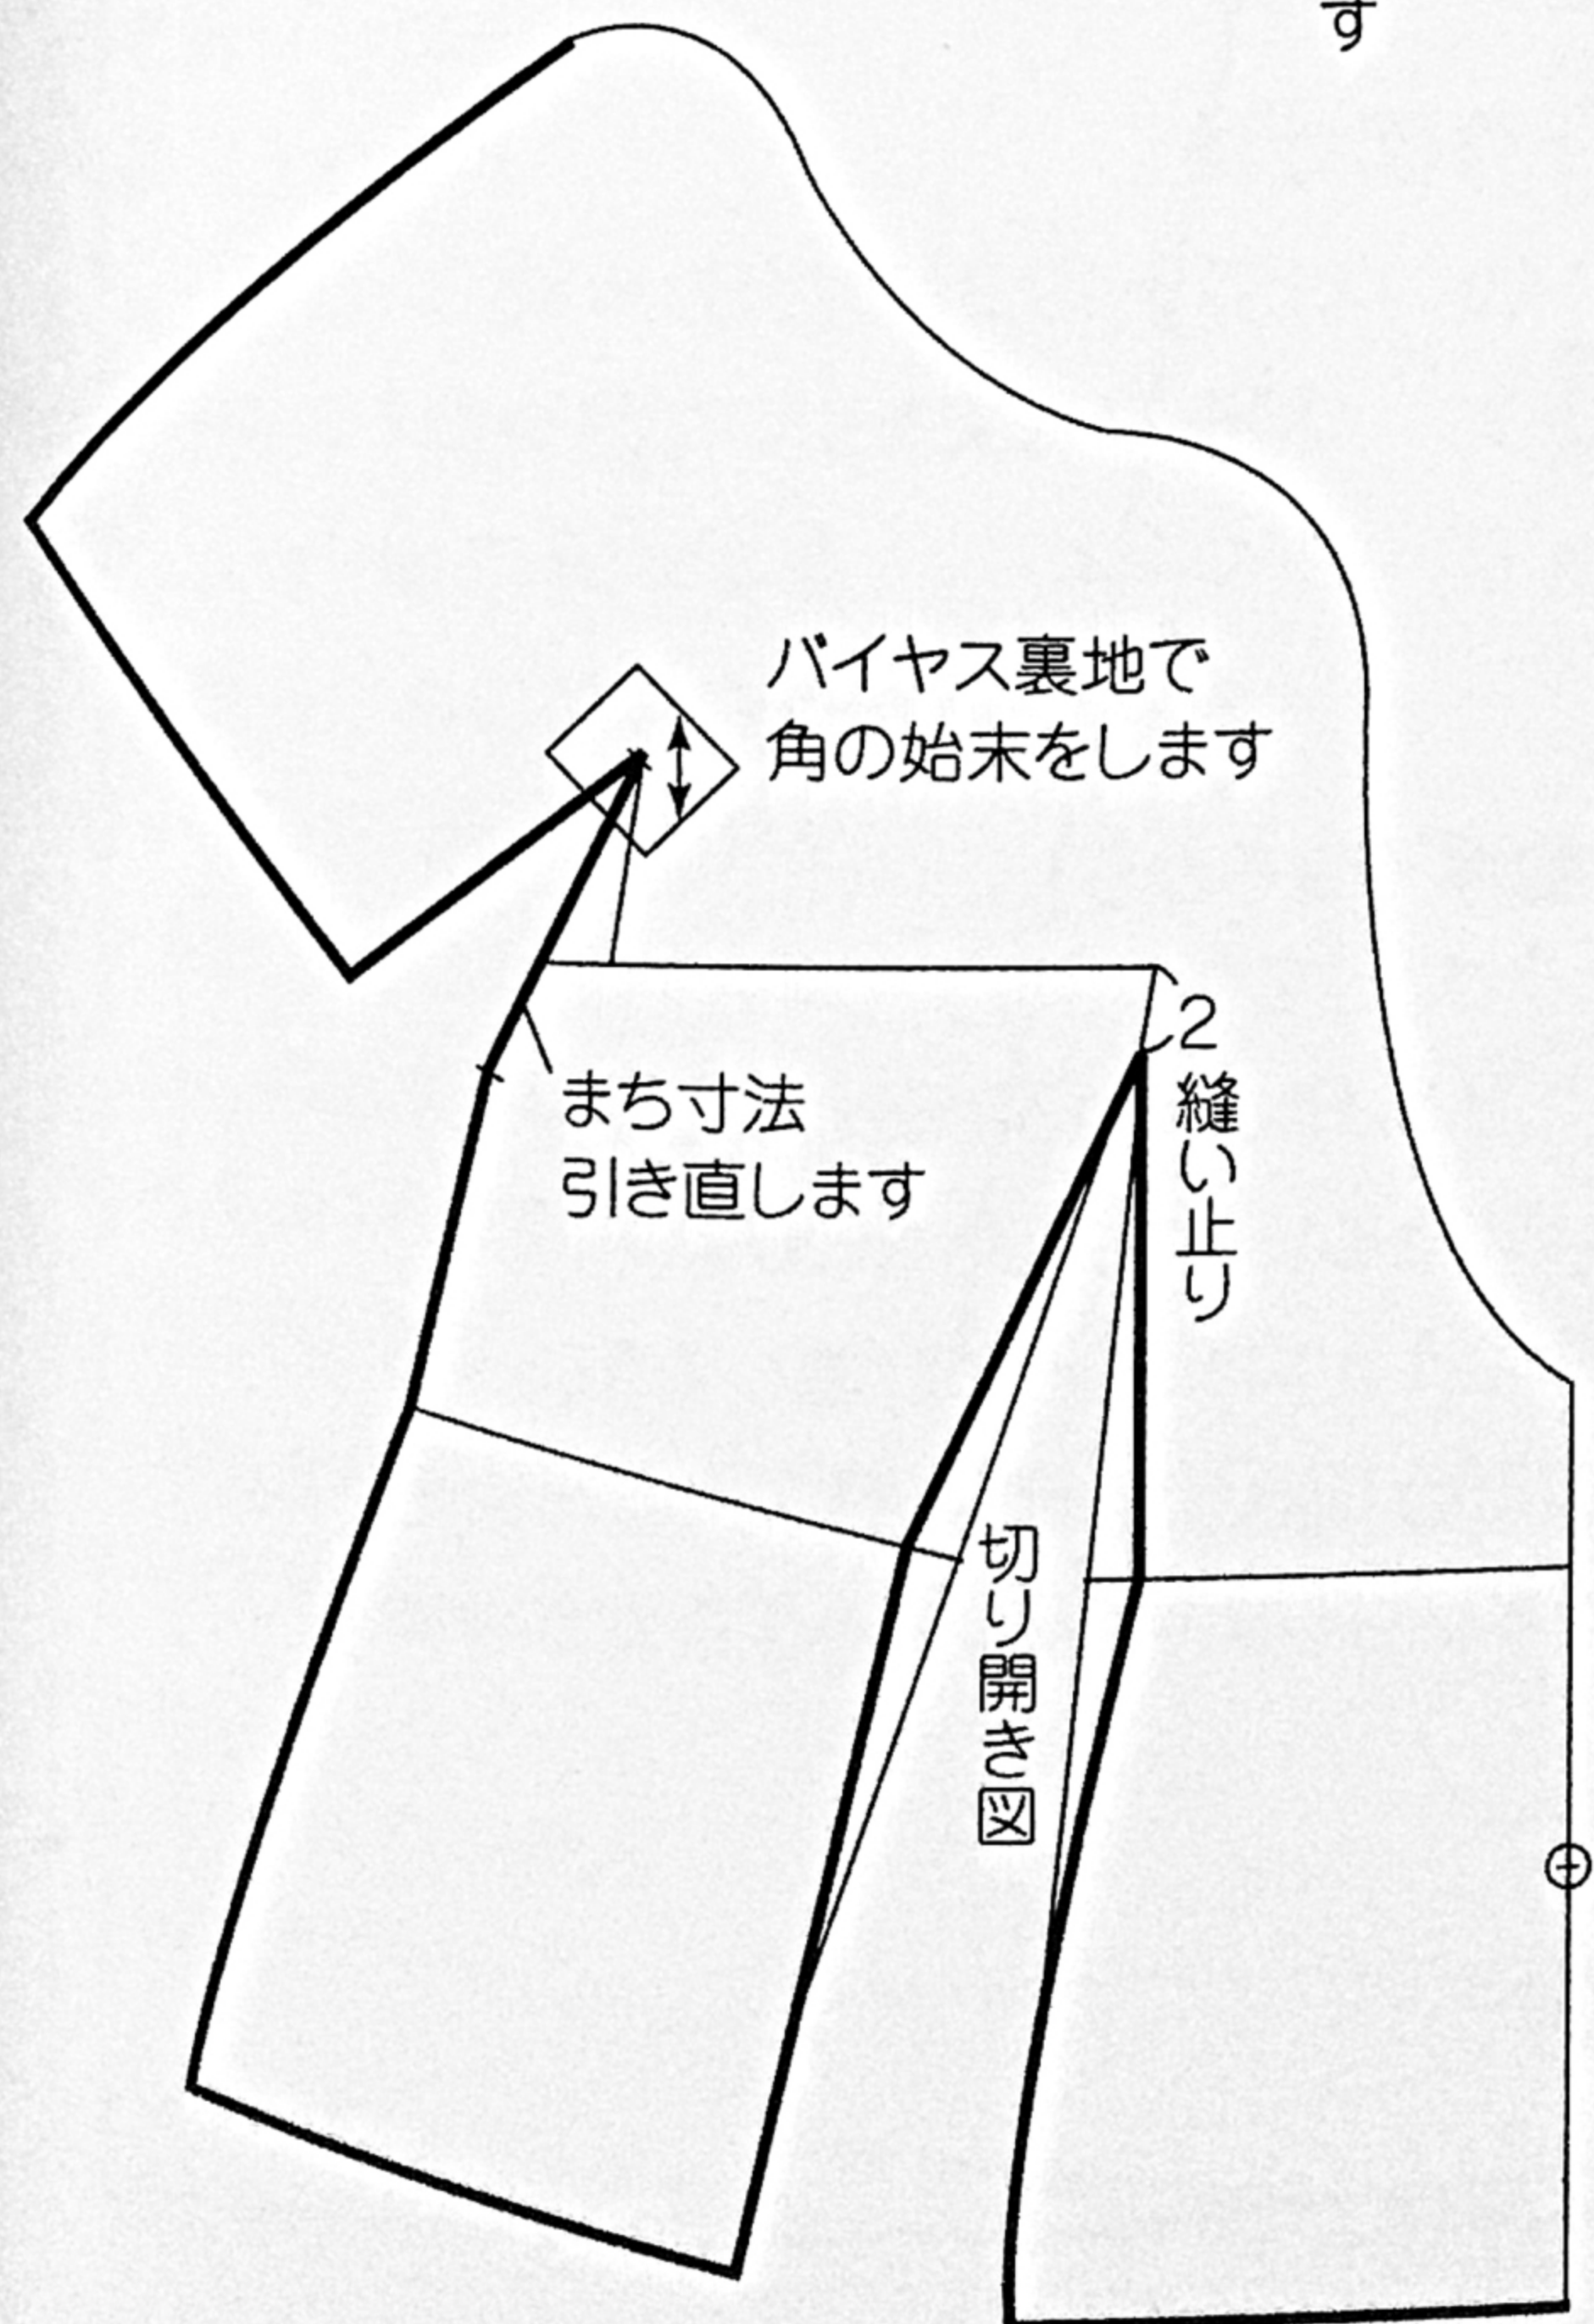 す
バイヤス裏地で
角の始末をします
2
縫い止り
まち寸法
引き直します
切り開き図